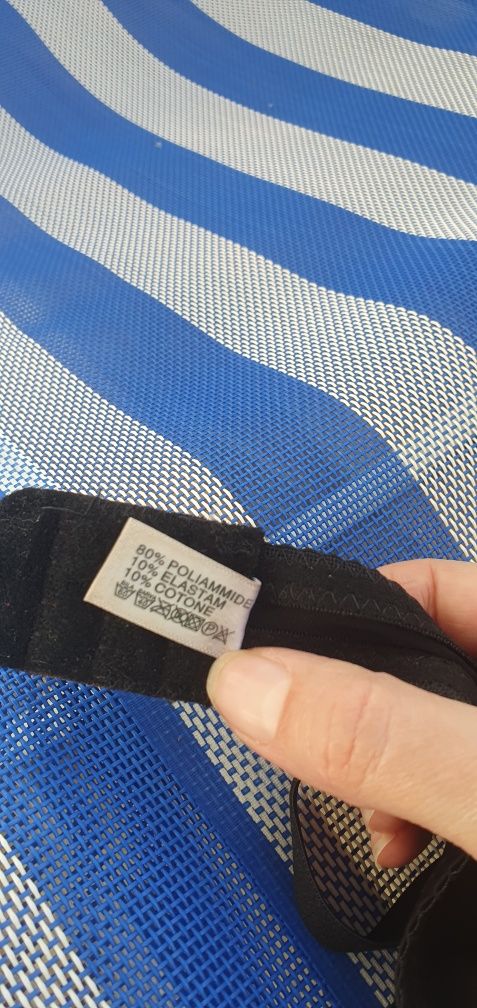 80% POLIAMMIDE
10% ELASTAM
10% COTONE